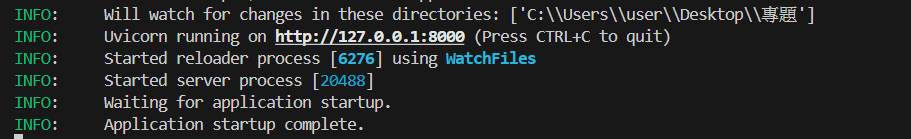 INFO:     Will watch for changes in these directories: ['C:\\Users\\user\\Desktop\\專題']
INFO:     Uvicorn running on http://127.0.0.1:8000 (Press CTRL+C to quit)
INFO:     Started reloader process [6276] using WatchFiles
INFO:     Started server process [20488]
INFO:     Waiting for application startup.
INFO:     Application startup complete.